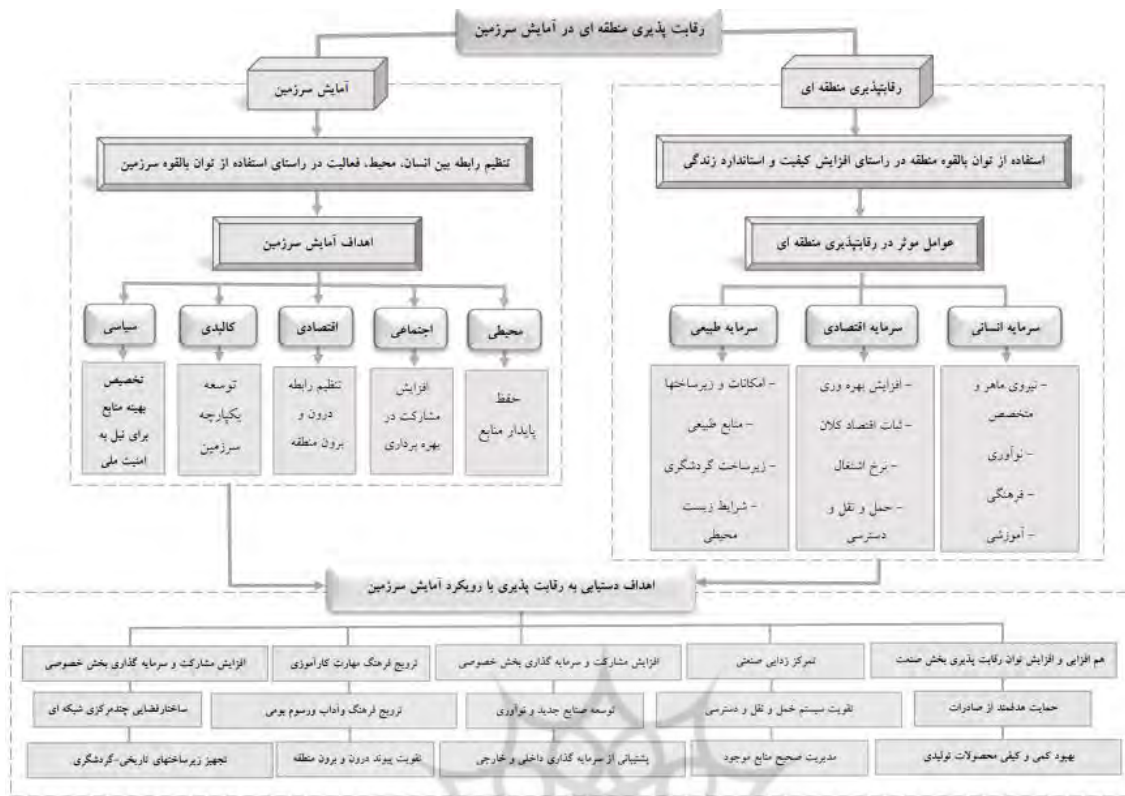 رقابت پذیری منطقه ای در آمایش سرزمین
رقابتپذیری منطقه ای
استفاده از توان بالقوه منطقه در راستای افزایش کیفیت و استاندارد زندگی
عوامل موثر در رقابتپذیری منطقه ای
سرمایه انسانی
- نیروی ماهر و
متخصص
- نوآوری
- فرهنگی
- آموزشی
سرمایه اقتصادی
- افزایش بهره وری
- ثبات اقتصاد کلان
- نرخ اشتغال
- حمل و نقل و
دسترسی
سرمایه طبیعی
- امکانات و زیرساختها
- منابع طبیعی
- زیرساخت گردشگری
- شرایط زیست
محیطی
آمایش سرزمین
تنظیم رابطه بین انسان، محیط، فعالیت در راستای استفاده از توان بالقوه سرزمین
اهداف آمایش سرزمین
محیطی
حفظ
پایدار منابع
اجتماعی
افزایش
مشارکت در
بهره برداری
اقتصادی
تنظیم رابطه
درون و
برون منطقه
کالبدی
توسعه
یکپارچه
سرزمین
سیاسی
تخصیص
بهینه منابع
برای نیل به
امنیت ملی
اهداف دستیابی به رقابت پذیری با رویکرد آمایش سرزمین
هم افزایی و افزایش توان رقابت پذیری بخش صنعت
تمرکز زدایی صنعتی
افزایش مشارکت و سرمایه گذاری بخش خصوصی
ترویج فرهنگ مهارت کارآموزی
افزایش مشارکت و سرمایه گذاری بخش خصوصی
حمایت هدفمند از صادرات
تقویت سیستم حمل و نقل و دسترسی
توسعه صنایع جدید و نوآوری
ترویج فرهنگ وآداب ورسوم بومی
ساختارفضایی چندمرکزی شبکه ای
بهبود کمی و کیفی محصولات تولیدی
مدیریت صحیح منابع موجود
پشتیبانی از سرمایه گذاری داخلی و خارجی
تقویت پیوند درون و برون منطقه
تجهیز زیرساختهای تاریخی-گردشگری